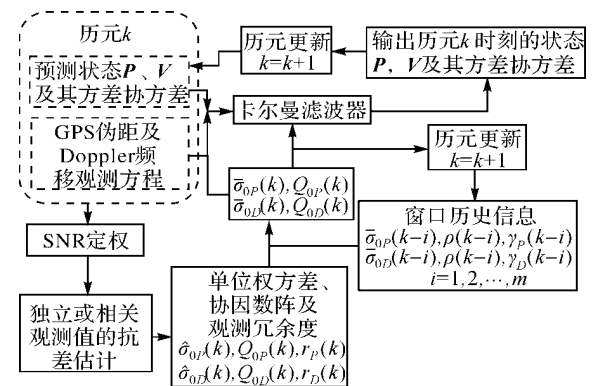 历元k
预测状态P、V
及其方差协方差
GPS伪距及
Doppler频
移观测方程
SNR定权
独立或相关
观测值的抗
差估计
历元更新
k=k+1
输出历元k时刻的状态
P, V及其方差协方差
卡尔曼滤波器
历元更新
k=k+1
σ̅₀P(k),Q₀P(k)
σ̅₀D(k),Q₀D(k)
窗口历史信息
σ̅₀P(k-i),ρ(k-i),γP(k-i)
σ̅₀D(k-i),ρ(k-i),γD(k-i)
i=1,2,⋯,m
单位权方差、
协因数阵及
观测冗余度
σ̂₀P(k),Q₀P(k),rP(k)
σ̂₀D(k),Q₀D(k),rD(k)